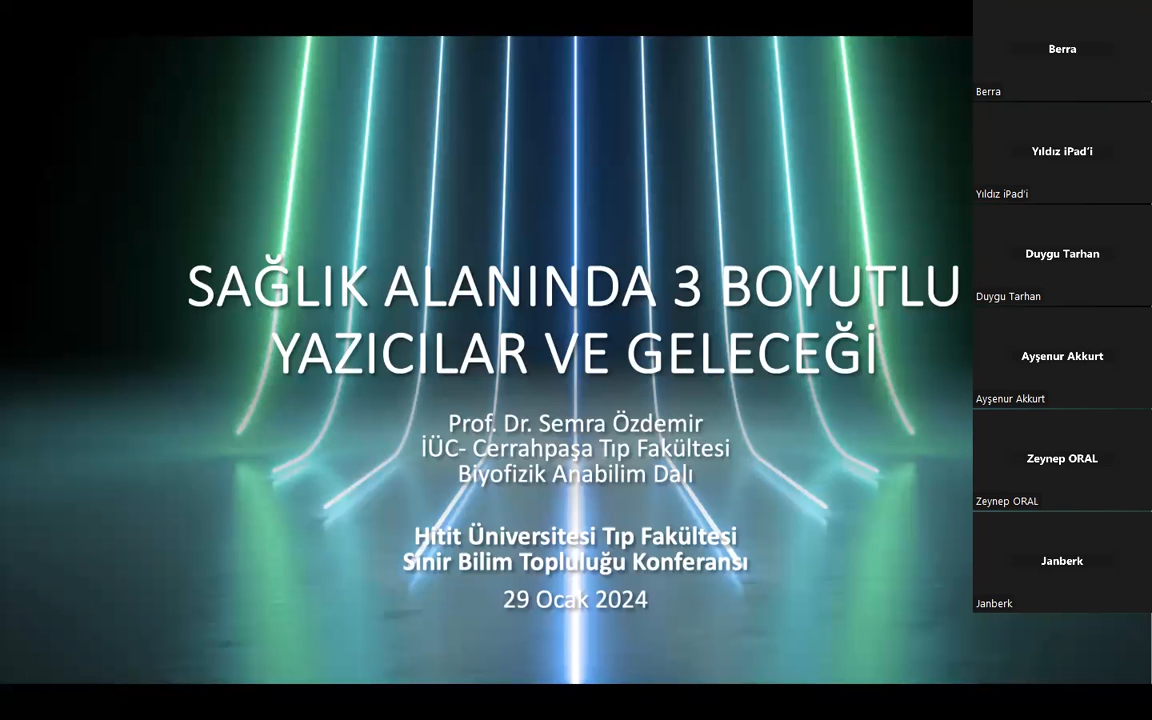 SAĞLIK ALANINDA 3 BOYUTLU
YAZICILAR VE GELECEĞİ
Prof. Dr. Semra Özdemir
İÜC- Cerrahpaşa Tıp Fakültesi
Biyofizik Anabilim Dalı
Hitit Üniversitesi Tıp Fakültesi
Sinir Bilim Topluluğu Konferansı
29 Ocak 2024
Berra
Berra
Yıldız iPad'i
Yıldız iPad'i
Duygu Tarhan
Duygu Tarhan
Ayşenur Akkurt
Ayşenur Akkurt
Zeynep ORAL
Zeynep ORAL
Janberk
Janberk